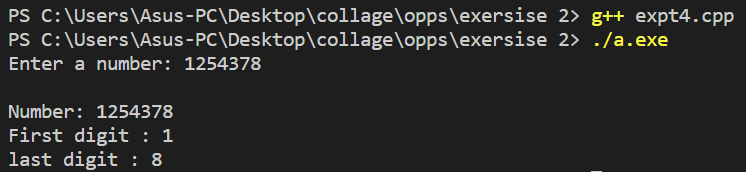 PS C:\Users\Asus-PC\Desktop\collage\opps\exersise 2> g++ expt4.cpp
PS C:\Users\Asus-PC\Desktop\collage\opps\exersise 2> ./a.exe
Enter a number: 1254378
Number: 1254378
First digit : 1
last digit : 8